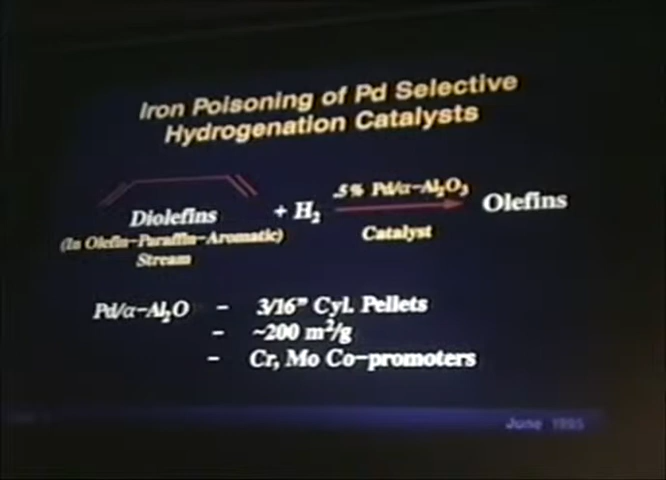 Iron Poisoning of Pd Selective
Hydrogenation Catalysts
Diolefins + H₂ .5% Pd/α-Al₂O₃ Olefins
(In Olefin-Paraffin-Aromatic) Catalyst
Stream
Pd/α-Al₂O - 3/16" Cyl. Pellets
- ~200 m²/g
- Cr, Mo Co-promoters
June 1995